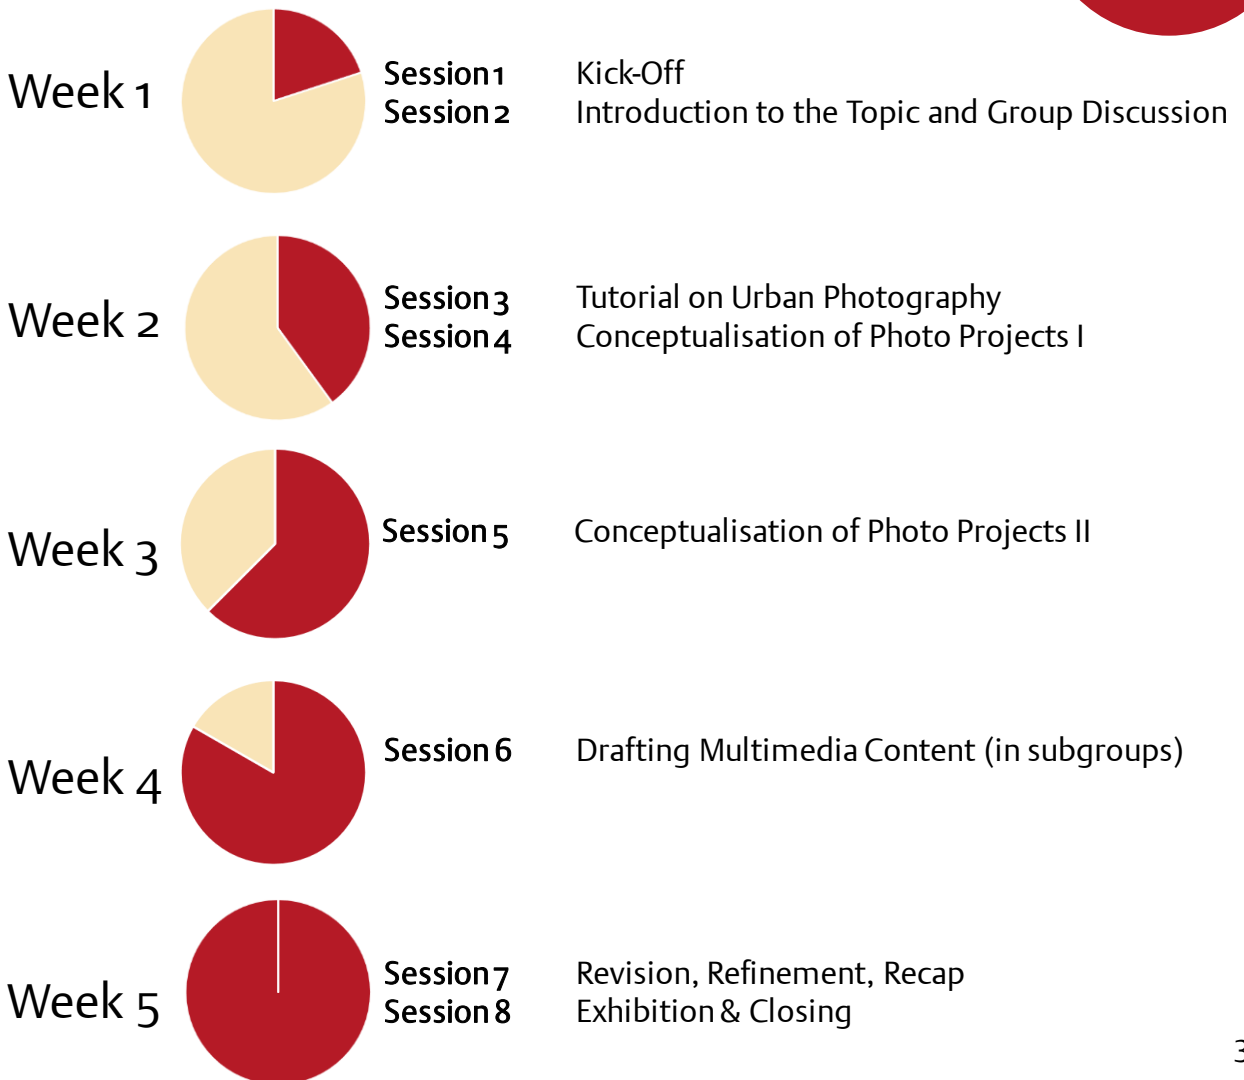 Week 1
Session 1 Kick-Off
Session 2 Introduction to the Topic and Group Discussion
Week 2
Session 3 Tutorial on Urban Photography
Session 4 Conceptualisation of Photo Projects I
Week 3
Session 5 Conceptualisation of Photo Projects II
Week 4
Session 6 Drafting Multimedia Content (in subgroups)
Week 5
Session 7 Revision, Refinement, Recap
Session 8 Exhibition & Closing
3